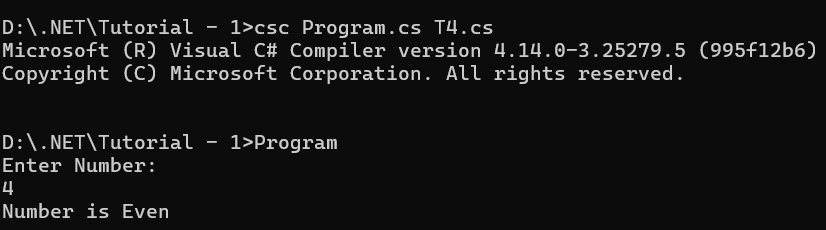 D:\.NET\Tutorial - 1>csc Program.cs T4.cs
Microsoft (R) Visual C# Compiler version 4.14.0-3.25279.5 (995f12b6)
Copyright (C) Microsoft Corporation. All rights reserved.
D:\.NET\Tutorial - 1>Program
Enter Number:
4
Number is Even